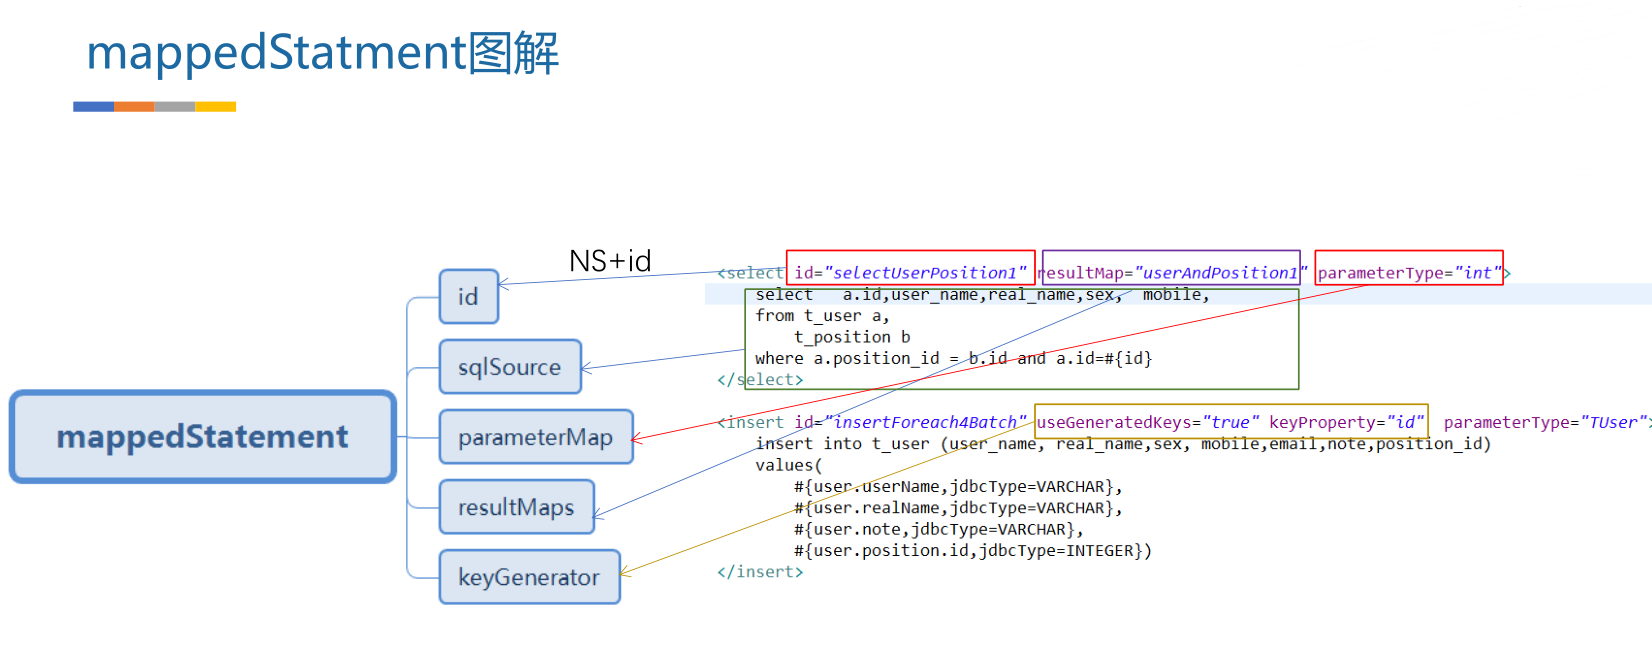 mappedStatment图解
NS+id
mappedStatement
id
sqlSource
parameterMap
resultMaps
keyGenerator
<select id="selectUserPosition1" resultMap="userAndPosition1" parameterType="int">
select a.id,user_name,real_name,sex, mobile,
from t_user a,
t_position b
where a.position_id = b.id and a.id=#{id}
</select>
<insert id="insertForeach4Batch" useGeneratedKeys="true" keyProperty="id" parameterType="TUser">
insert into t_user (user_name, real_name,sex, mobile,email,note,position_id)
values(
#{user.userName,jdbcType=VARCHAR},
#{user.realName,jdbcType=VARCHAR},
#{user.note,jdbcType=VARCHAR},
#{user.position.id,jdbcType=INTEGER})
</insert>